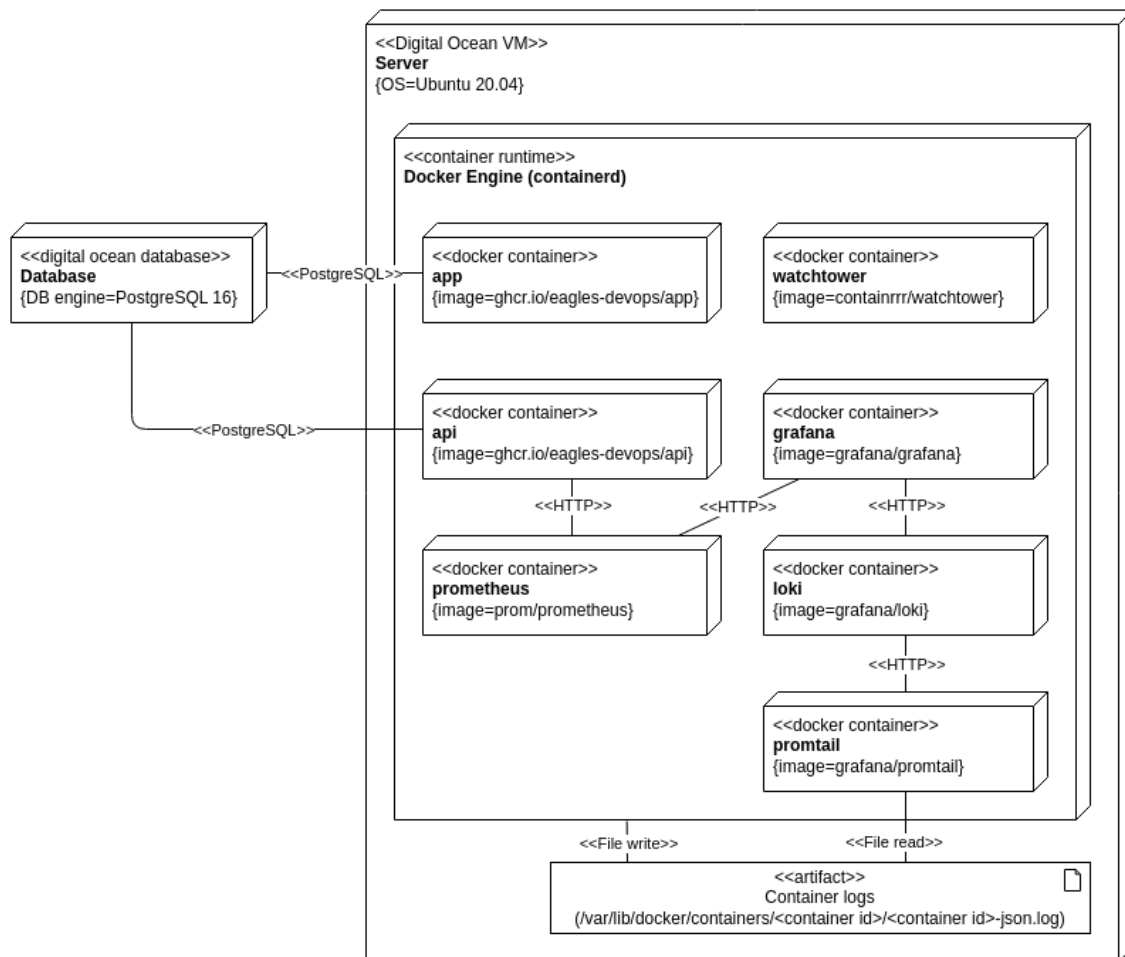 <<Digital Ocean VM>>
Server
{OS=Ubuntu 20.04}
<<container runtime>>
Docker Engine (containerd)
<<digital ocean database>>
Database
{DB engine=PostgreSQL 16}
<<PostgreSQL>>
<<docker container>>
app
{image=ghcr.io/eagles-devops/app}
<<docker container>>
watchtower
{image=containrrr/watchtower}
<<PostgreSQL>>
<<docker container>>
api
{image=ghcr.io/eagles-devops/api}
<<docker container>>
grafana
{image=grafana/grafana}
<<HTTP>>
<<HTTP>>
<<HTTP>>
<<docker container>>
prometheus
{image=prom/prometheus}
<<docker container>>
loki
{image=grafana/loki}
<<HTTP>>
<<docker container>>
promtail
{image=grafana/promtail}
<<File write>>
<<File read>>
<<artifact>>
Container logs
(/var/lib/docker/containers/<container id>/<container id>-json.log)